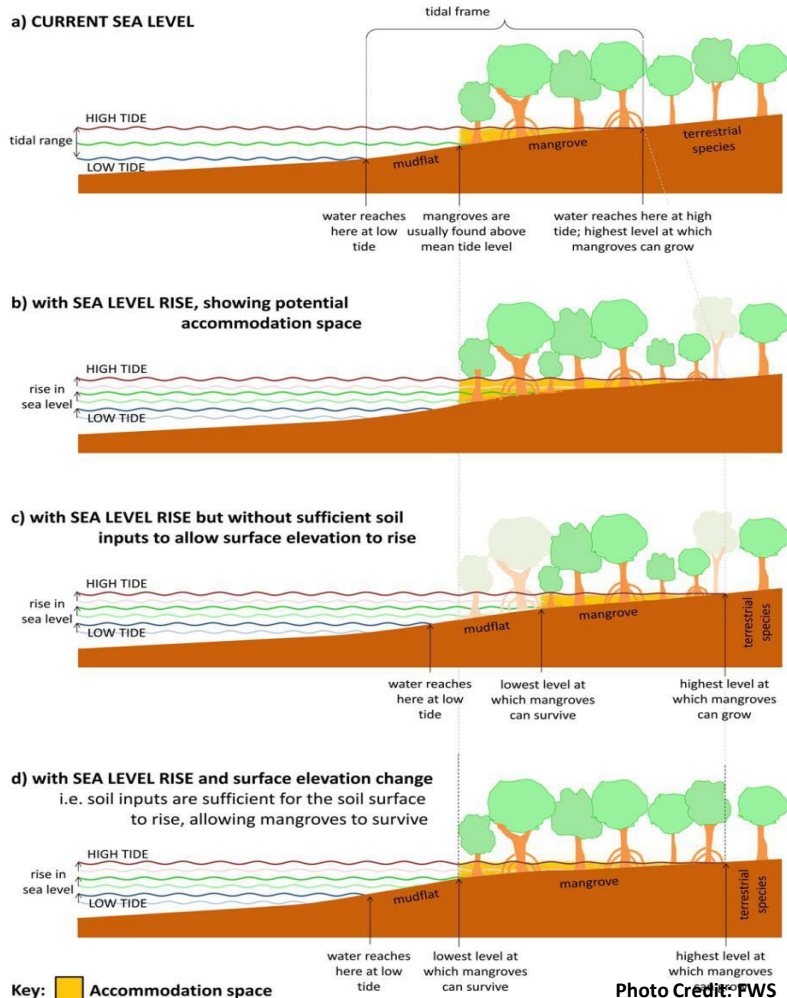 a) CURRENT SEA LEVEL
tidal frame
HIGH TIDE
tidal range
LOW TIDE
mudflat
mangrove
terrestrial
species
water reaches
here at low
tide
mangroves are
usually found above
mean tide level
water reaches here at high
tide; highest level at which
mangroves can grow
b) with SEA LEVEL RISE, showing potential
accommodation space
HIGH TIDE
rise in
sea level
LOW TIDE
c) with SEA LEVEL RISE but without sufficient soil
inputs to allow surface elevation to rise
HIGH TIDE
rise in
sea level
LOW TIDE
mudflat
mangrove
terrestrial
species
water reaches
here at low
tide
lowest level at
which mangroves
can survive
highest level at
which mangroves
can grow
d) with SEA LEVEL RISE and surface elevation change
i.e. soil inputs are sufficient for the soil surface
to rise, allowing mangroves to survive
HIGH TIDE
rise in
sea level
LOW TIDE
mudflat
mangrove
terrestrial
species
water reaches
here at low
tide
lowest level at
which mangroves
can survive
highest level at
which mangroves
can grow
Key: Accommodation space
Photo Credit: FWS